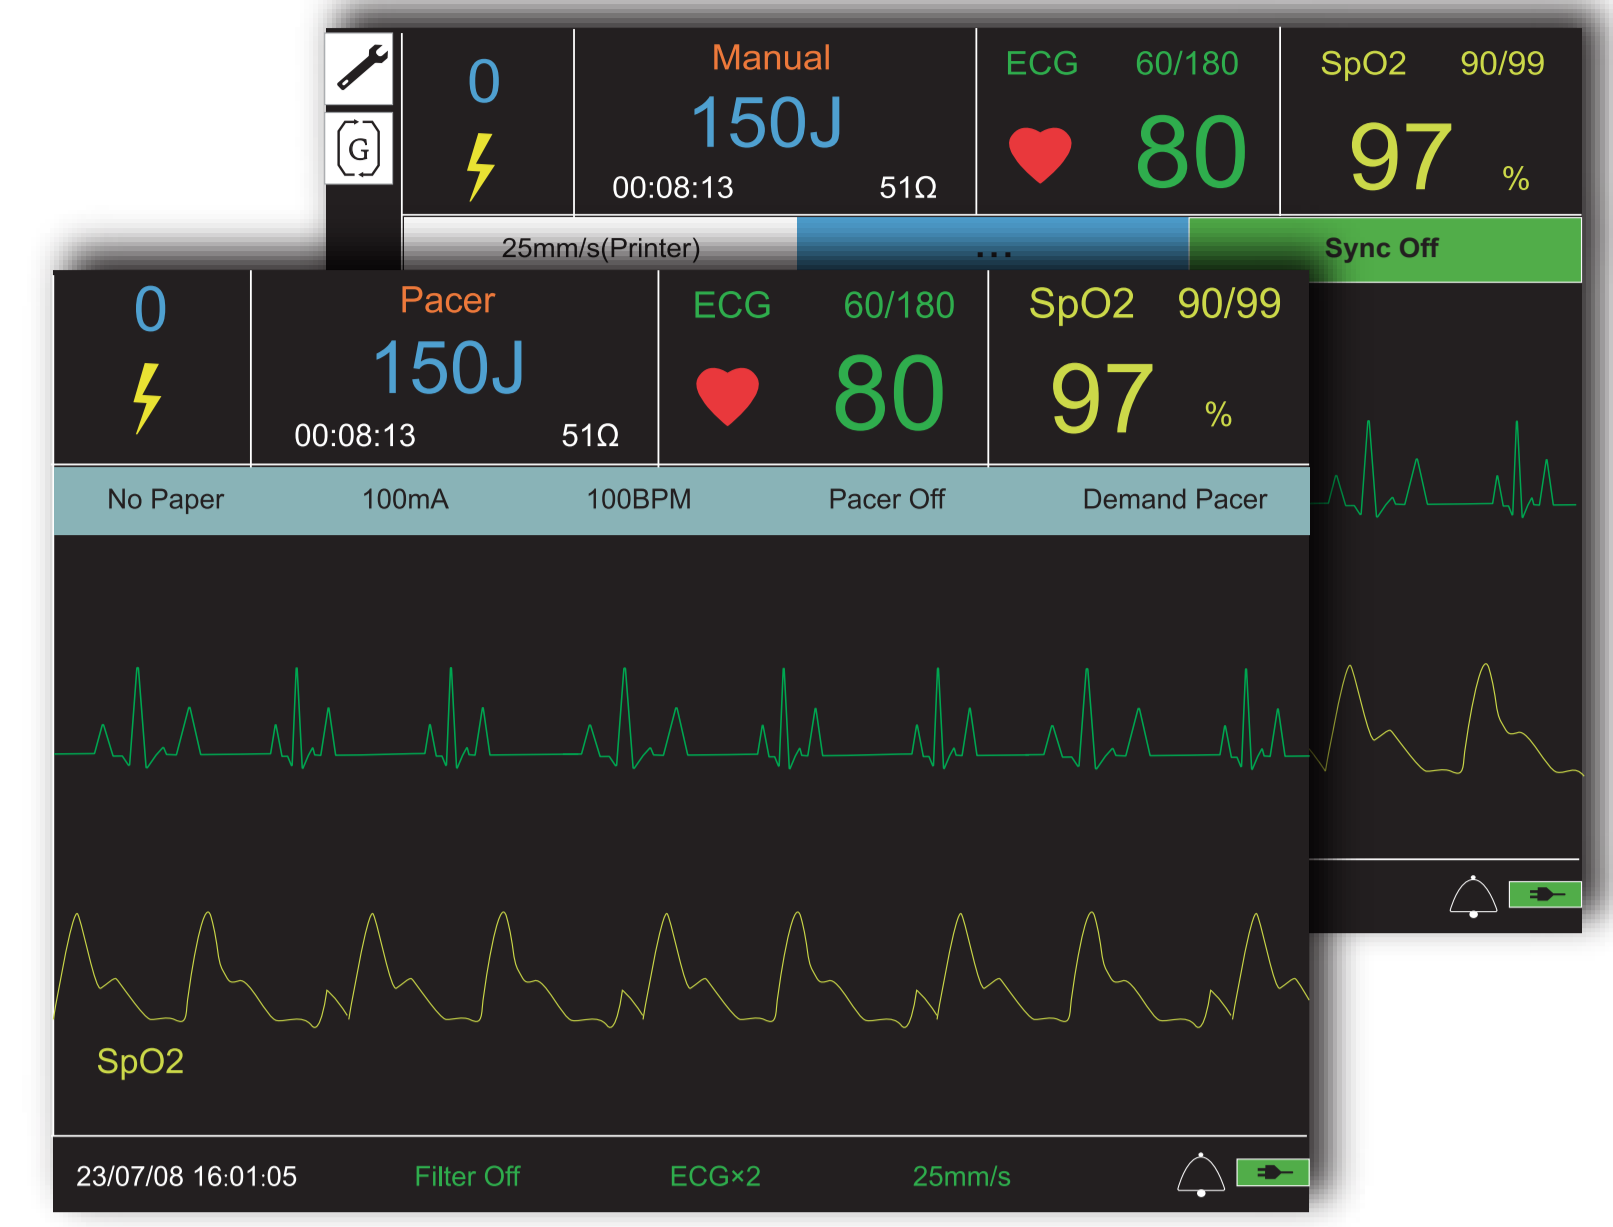 0 Manual ECG 60/180 SpO2 90/99
G 150J 80 97 %
00:08:13 51Ω
25mm/s(Printer) ... Sync Off
0 Pacer ECG 60/180 SpO2 90/99
150J 80 97 %
00:08:13 51Ω
No Paper 100mA 100BPM Pacer Off Demand Pacer
SpO2
23/07/08 16:01:05 Filter Off ECG×2 25mm/s